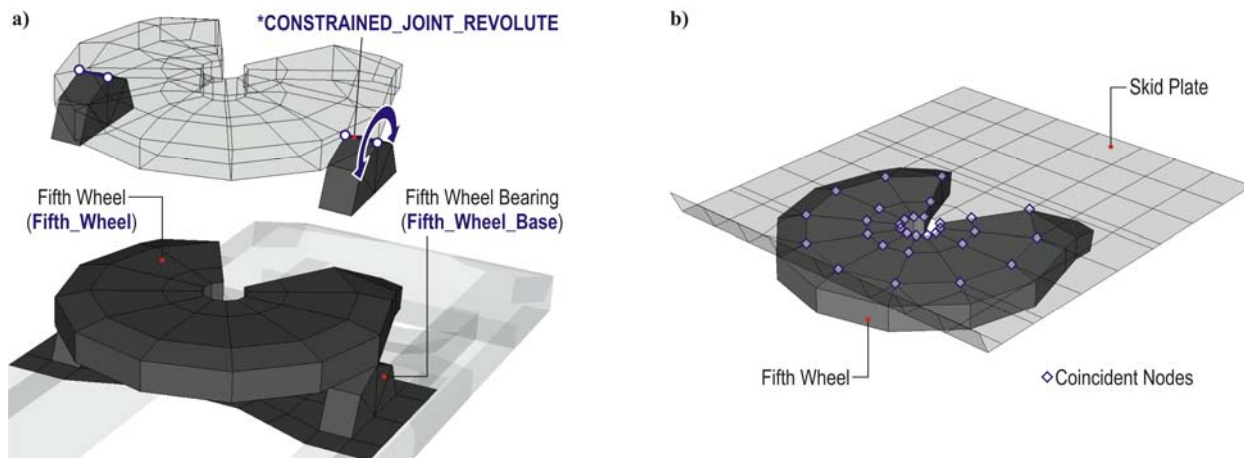 a)
*CONSTRAINED_JOINT_REVOLUTE
Fifth Wheel
(Fifth_Wheel)
Fifth Wheel Bearing
(Fifth_Wheel_Base)
b)
Skid Plate
Fifth Wheel
Coincident Nodes